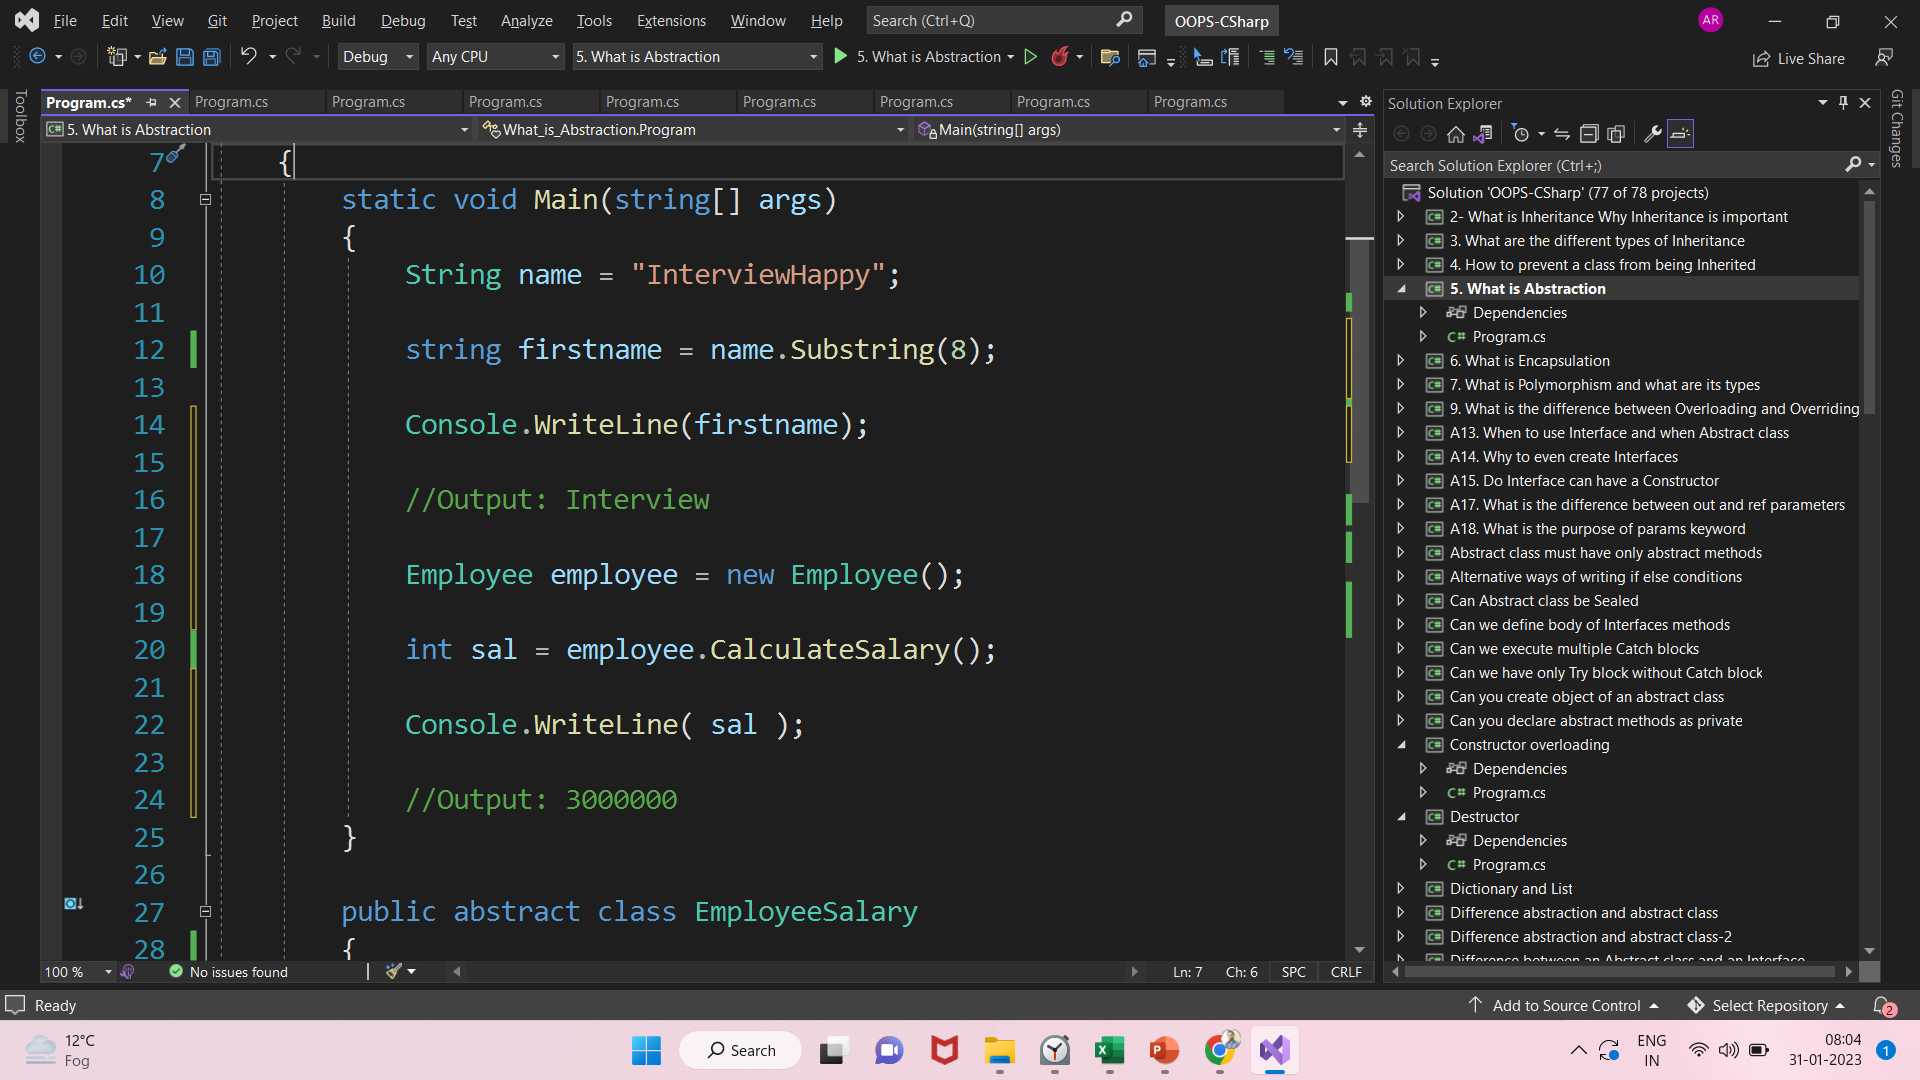 File Edit View Git Project Build Debug Test Analyze Tools Extensions Window Help Search (Ctrl+Q) OOPS-CSharp AR
Debug Any CPU 5. What is Abstraction 5. What is Abstraction Live Share
Toolbox
Program.cs* Program.cs Program.cs Program.cs Program.cs Program.cs Program.cs Program.cs Program.cs
5. What is Abstraction What_is_Abstraction.Program Main(string[] args)
7 {
8 static void Main(string[] args)
9 {
10 String name = "InterviewHappy";
11
12 string firstname = name.Substring(8);
13
14 Console.WriteLine(firstname);
15
16 //Output: Interview
17
18 Employee employee = new Employee();
19
20 int sal = employee.CalculateSalary();
21
22 Console.WriteLine( sal );
23
24 //Output: 3000000
25 }
26
27 public abstract class EmployeeSalary
28 {
100 % No issues found Ln: 7 Ch: 6 SPC CRLF
Solution Explorer
Search Solution Explorer (Ctrl+;)
Solution 'OOPS-CSharp' (77 of 78 projects)
C# 2- What is Inheritance Why Inheritance is important
C# 3. What are the different types of Inheritance
C# 4. How to prevent a class from being Inherited
C# 5. What is Abstraction
Dependencies
C# Program.cs
C# 6. What is Encapsulation
C# 7. What is Polymorphism and what are its types
C# 9. What is the difference between Overloading and Overriding
C# A13. When to use Interface and when Abstract class
C# A14. Why to even create Interfaces
C# A15. Do Interface can have a Constructor
C# A17. What is the difference between out and ref parameters
C# A18. What is the purpose of params keyword
C# Abstract class must have only abstract methods
C# Alternative ways of writing if else conditions
C# Can Abstract class be Sealed
C# Can we define body of Interfaces methods
C# Can we execute multiple Catch blocks
C# Can we have only Try block without Catch block
C# Can you create object of an abstract class
C# Can you declare abstract methods as private
C# Constructor overloading
Dependencies
C# Program.cs
C# Destructor
Dependencies
C# Program.cs
C# Dictionary and List
C# Difference abstraction and abstract class
C# Difference abstraction and abstract class-2
C# Difference between an Abstract class and an Interface
Git Changes
Ready Add to Source Control Select Repository 2
12°C
Fog
Search
ENG
IN
08:04
31-01-2023
1